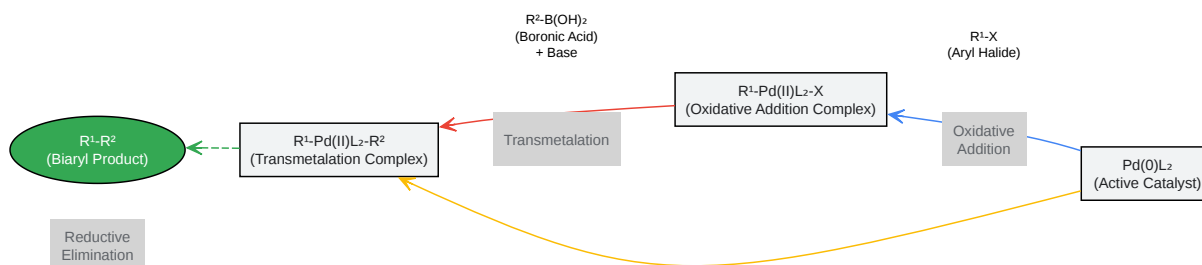 R²-B(OH)₂
(Boronic Acid)
+ Base
R¹-X
(Aryl Halide)
R¹-Pd(II)L₂-X
(Oxidative Addition Complex)
Transmetalation
Oxidative
Addition
R¹-R²
(Biaryl Product)
R¹-Pd(II)L₂-R²
(Transmetalation Complex)
Pd(0)L₂
(Active Catalyst)
Reductive
Elimination